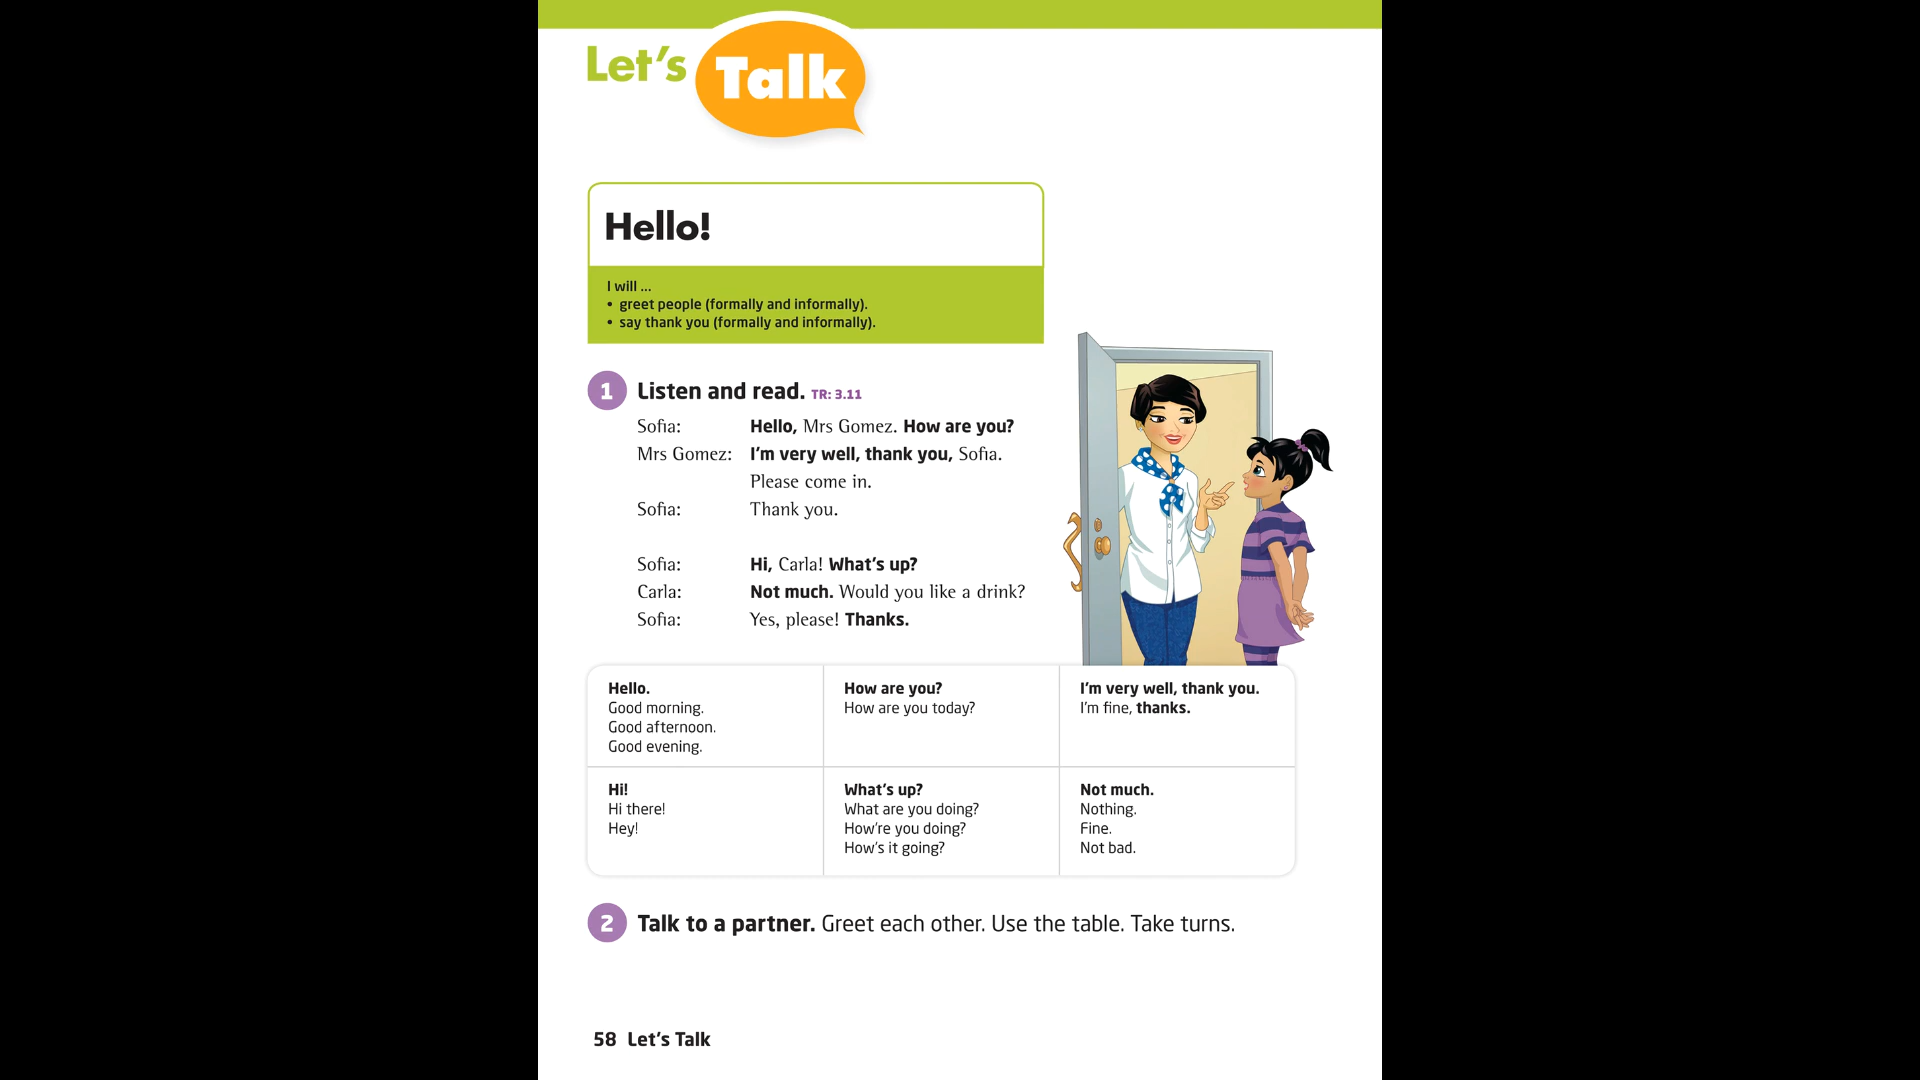 Let's Talk
Hello!
I will ...
• greet people (formally and informally).
• say thank you (formally and informally).
1 Listen and read. TR: 3.11
Sofia: Hello, Mrs Gomez. How are you?
Mrs Gomez: I'm very well, thank you, Sofia.
Please come in.
Sofia: Thank you.
Sofia: Hi, Carla! What's up?
Carla: Not much. Would you like a drink?
Sofia: Yes, please! Thanks.
Hello.
Good morning.
Good afternoon.
Good evening.
How are you?
How are you today?
I'm very well, thank you.
I'm fine, thanks.
Hi!
Hi there!
Hey!
What's up?
What are you doing?
How're you doing?
How's it going?
Not much.
Nothing.
Fine.
Not bad.
2 Talk to a partner. Greet each other. Use the table. Take turns.
58 Let's Talk